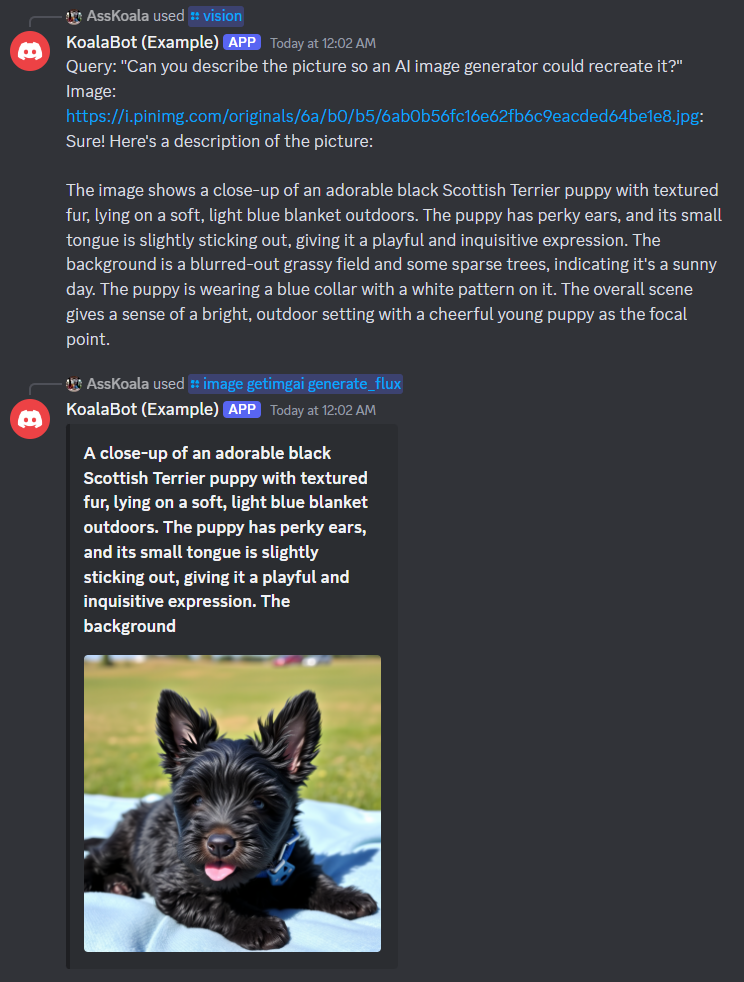 AssKoala used vision
KoalaBot (Example) APP Today at 12:02 AM
Query: "Can you describe the picture so an AI image generator could recreate it?"
Image:
https://i.pinimg.com/originals/6a/b0/b5/6ab0b56fc16e62fb6c9eacded64be1e8.jpg:
Sure! Here's a description of the picture:
The image shows a close-up of an adorable black Scottish Terrier puppy with textured
fur, lying on a soft, light blue blanket outdoors. The puppy has perky ears, and its small
tongue is slightly sticking out, giving it a playful and inquisitive expression. The
background is a blurred-out grassy field and some sparse trees, indicating it's a sunny
day. The puppy is wearing a blue collar with a white pattern on it. The overall scene
gives a sense of a bright, outdoor setting with a cheerful young puppy as the focal
point.
AssKoala used image getimgai generate_flux
KoalaBot (Example) APP Today at 12:02 AM
A close-up of an adorable black
Scottish Terrier puppy with textured
fur, lying on a soft, light blue blanket
outdoors. The puppy has perky ears,
and its small tongue is slightly
sticking out, giving it a playful and
inquisitive expression. The
background